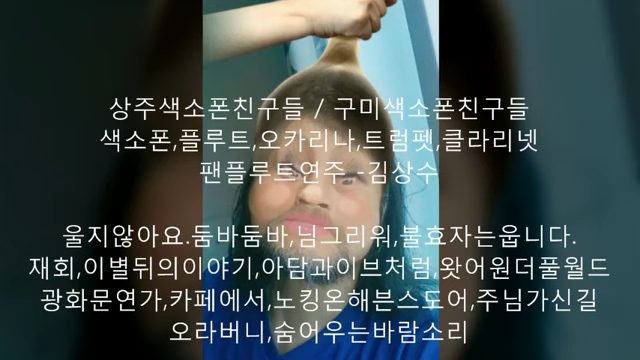 상주색소폰친구들 / 구미색소폰친구들
색소폰,플루트,오카리나,트럼펫,클라리넷
팬플루트연주 -김상수
울지않아요.둠바둠바,님그리워,불효자는웁니다.
재회,이별뒤의이야기,아담과이브처럼,왓어원더풀월드
광화문연가,카페에서,노킹온해븐스도어,주님가신길
오라버니,숨어우는바람소리